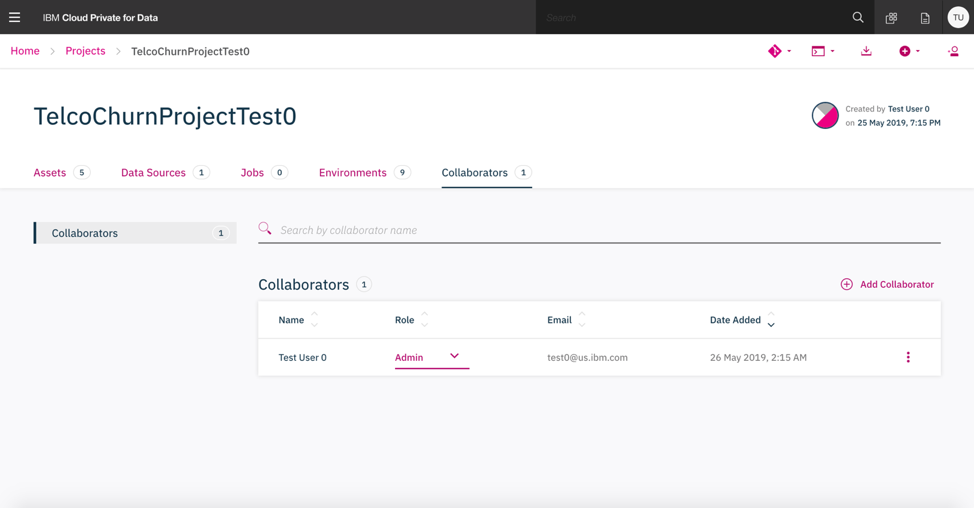 IBM Cloud Private for Data
Search
TU
Home > Projects > TelcoChurnProjectTest0
TelcoChurnProjectTest0
Created by Test User 0
on 25 May 2019, 7:15 PM
Assets 5 Data Sources 1 Jobs 0 Environments 9 Collaborators 1
Collaborators 1
Search by collaborator name
Collaborators 1
Add Collaborator
Name Role Email Date Added
Test User 0 Admin test0@us.ibm.com 26 May 2019, 2:15 AM